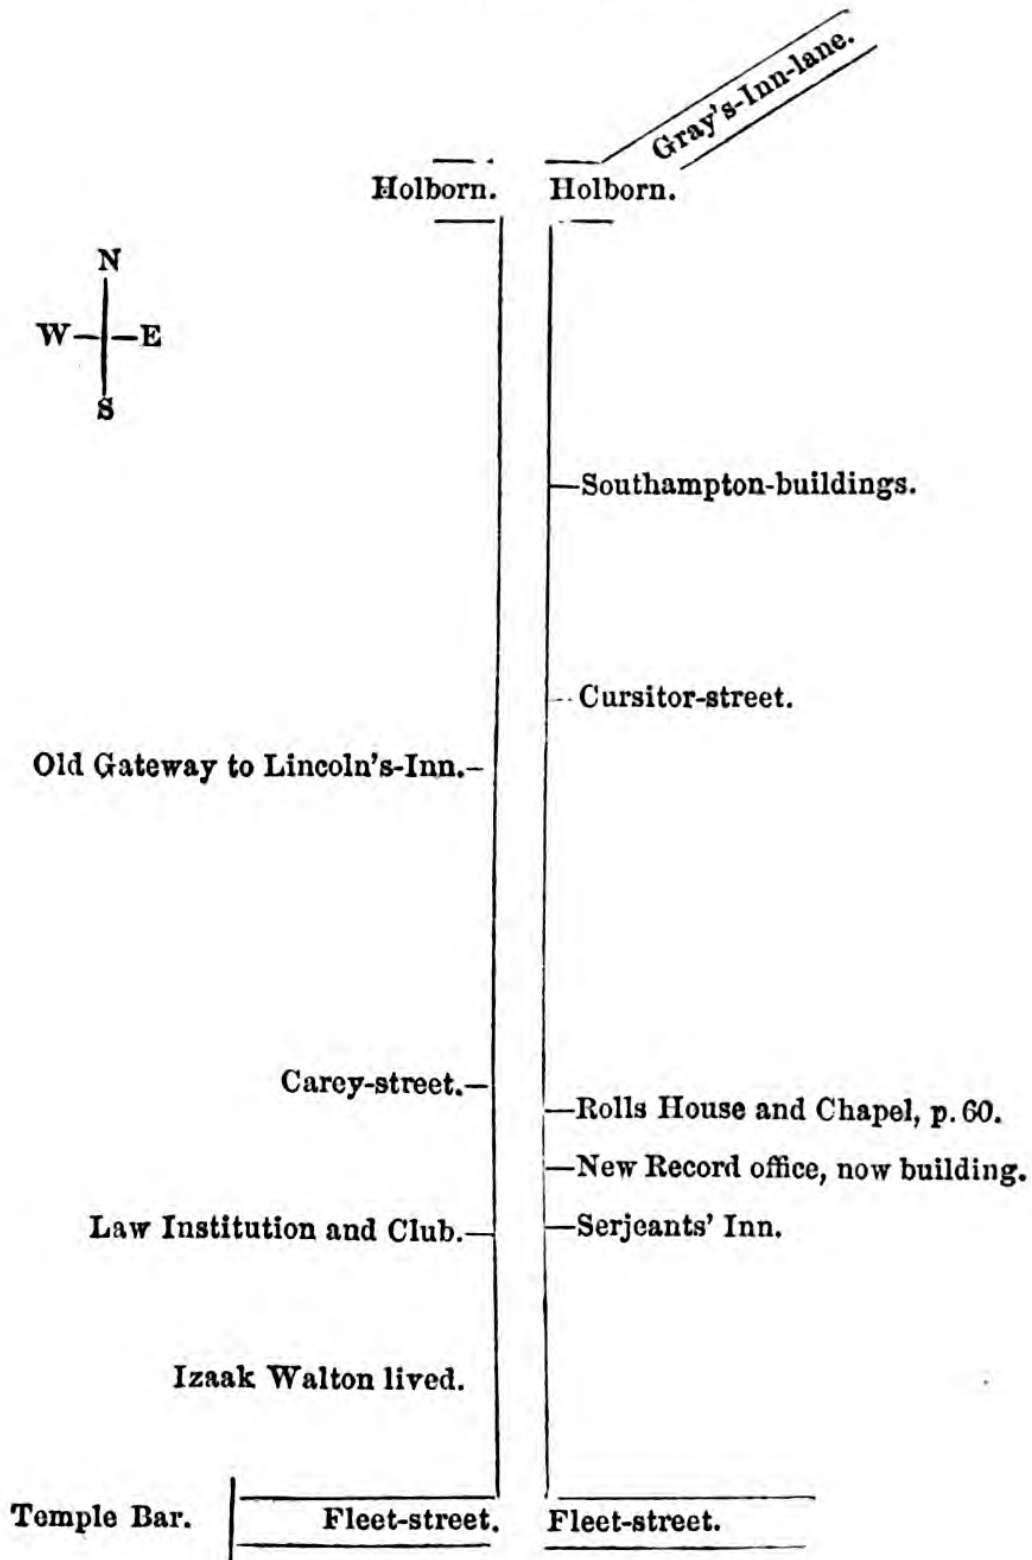 Gray's-Inn-lane.
Holborn. Holborn.
N
W E
S
Southampton-buildings.
Cursitor-street.
Old Gateway to Lincoln's-Inn.
Carey-street.
Rolls House and Chapel, p. 60.
New Record office, now building.
Law Institution and Club.
Serjeants' Inn.
Izaak Walton lived.
Temple Bar. Fleet-street. Fleet-street.